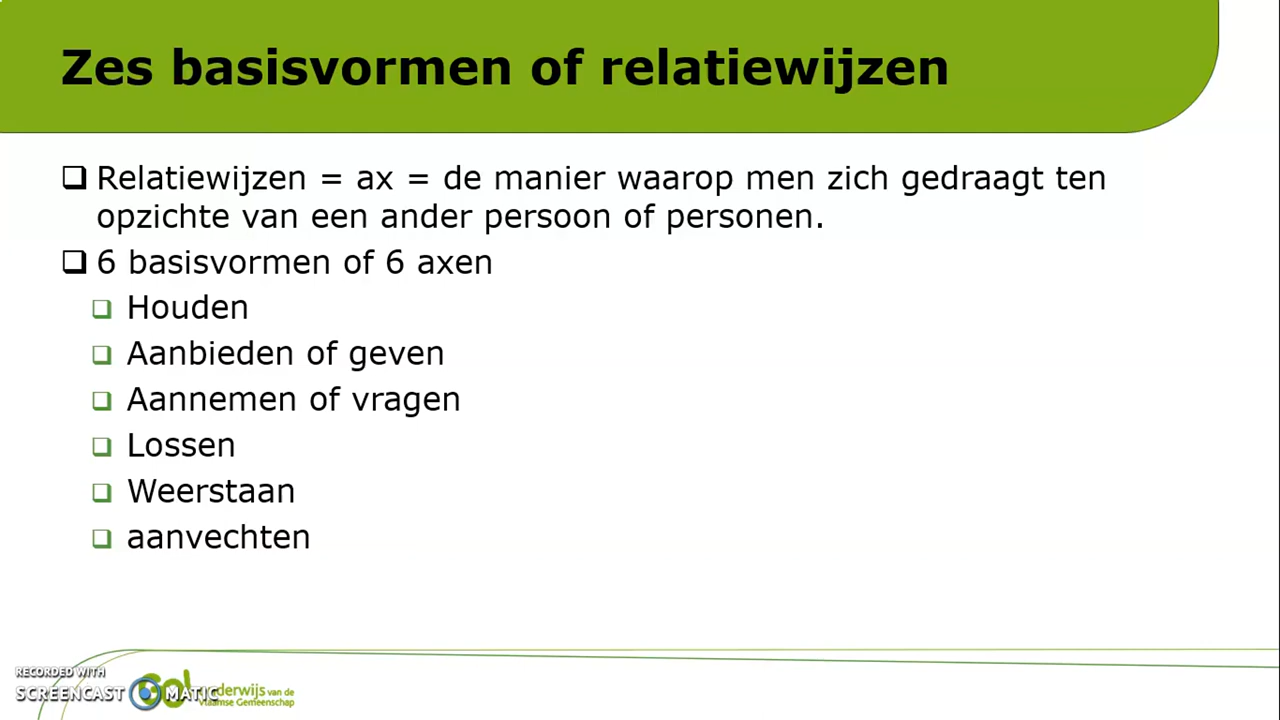 Zes basisvormen of relatiewijzen
Relatiewijzen = ax = de manier waarop men zich gedraagt ten
opzichte van een ander persoon of personen.
6 basisvormen of 6 axen
Houden
Aanbieden of geven
Aannemen of vragen
Lossen
Weerstaan
aanvechten
RECORDED WITH
SCREENCAST MATIC
van de
Vlaamse Gemeenschap